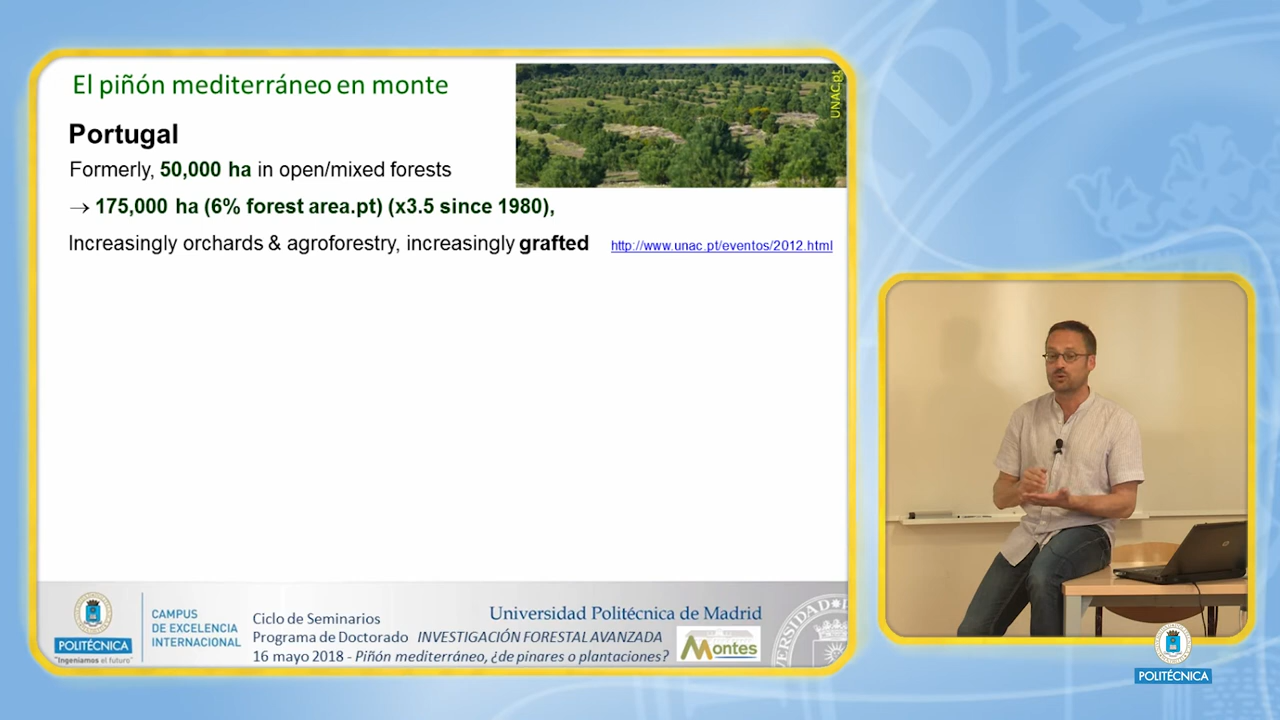 El piñón mediterráneo en monte
UNAC.pt
Portugal
Formerly, 50,000 ha in open/mixed forests
→ 175,000 ha (6% forest area.pt) (x3.5 since 1980),
Increasingly orchards & agroforestry, increasingly grafted
http://www.unac.pt/eventos/2012.html
POLITÉCNICA
"Ingeniamos el futuro"
CAMPUS
DE EXCELENCIA
INTERNACIONAL
Ciclo de Seminarios
Universidad Politécnica de Madrid
Programa de Doctorado INVESTIGACIÓN FORESTAL AVANZADA
16 mayo 2018 - Piñón mediterráneo, ¿de pinares o plantaciones?
Montes
POLITÉCNICA